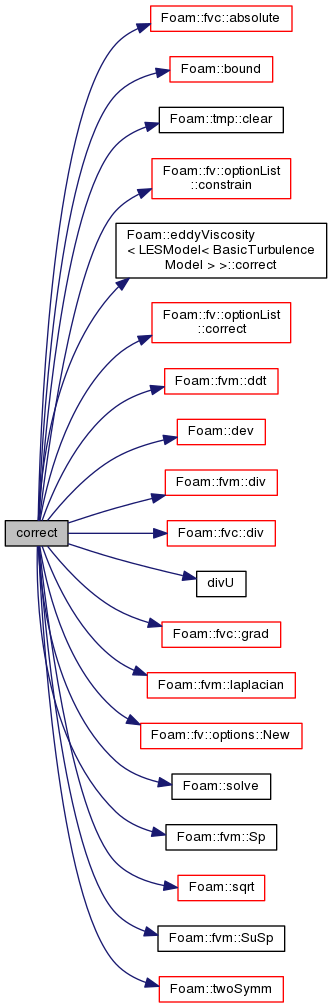 Foam::fvc::absolute
Foam::bound
Foam::tmp::clear
Foam::fv::optionList
::constrain
Foam::eddyViscosity
< LESModel< BasicTurbulence
Model > >::correct
Foam::fv::optionList
::correct
Foam::fvm::ddt
Foam::dev
Foam::fvm::div
correct
Foam::fvc::div
divU
Foam::fvc::grad
Foam::fvm::laplacian
Foam::fv::options::New
Foam::solve
Foam::fvm::Sp
Foam::sqrt
Foam::fvm::SuSp
Foam::twoSymm